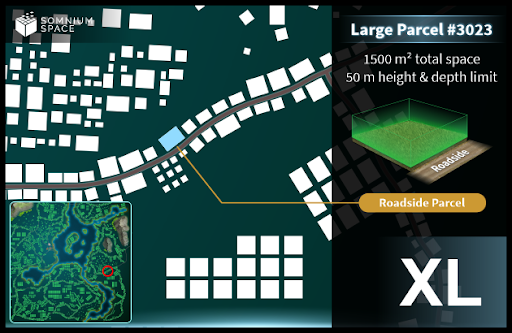 SOMNIUM
SPACE
Large Parcel #3023
1500 m² total space
50 m height & depth limit
Roadside
Roadside Parcel
XL